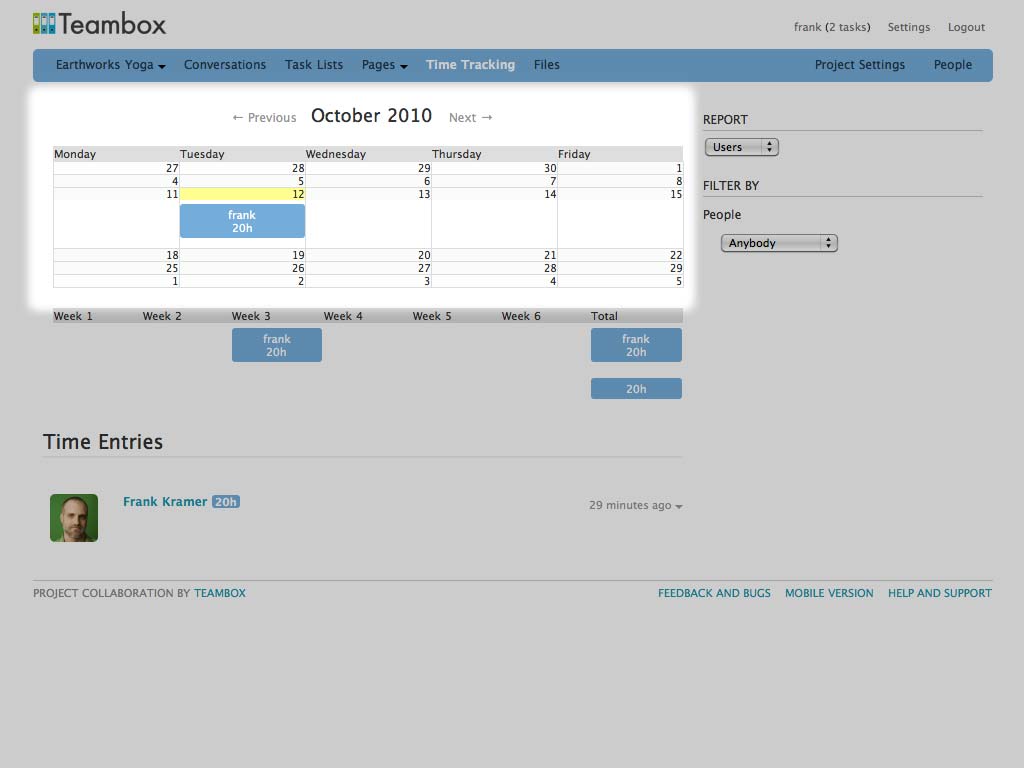 Teambox
frank (2 tasks) Settings Logout
Earthworks Yoga Conversations Task Lists Pages Time Tracking Files Project Settings People
← Previous October 2010 Next →
Monday Tuesday Wednesday Thursday Friday
27 28 29 30 1
4 5 6 7 8
11 12 13 14 15
frank
20h
18 19 20 21 22
25 26 27 28 29
1 2 3 4 5
REPORT
Users
FILTER BY
People
Anybody
Week 1 Week 2 Week 3 Week 4 Week 5 Week 6 Total
frank frank
20h 20h
20h
Time Entries
Frank Kramer 20h 29 minutes ago
PROJECT COLLABORATION BY TEAMBOX FEEDBACK AND BUGS MOBILE VERSION HELP AND SUPPORT